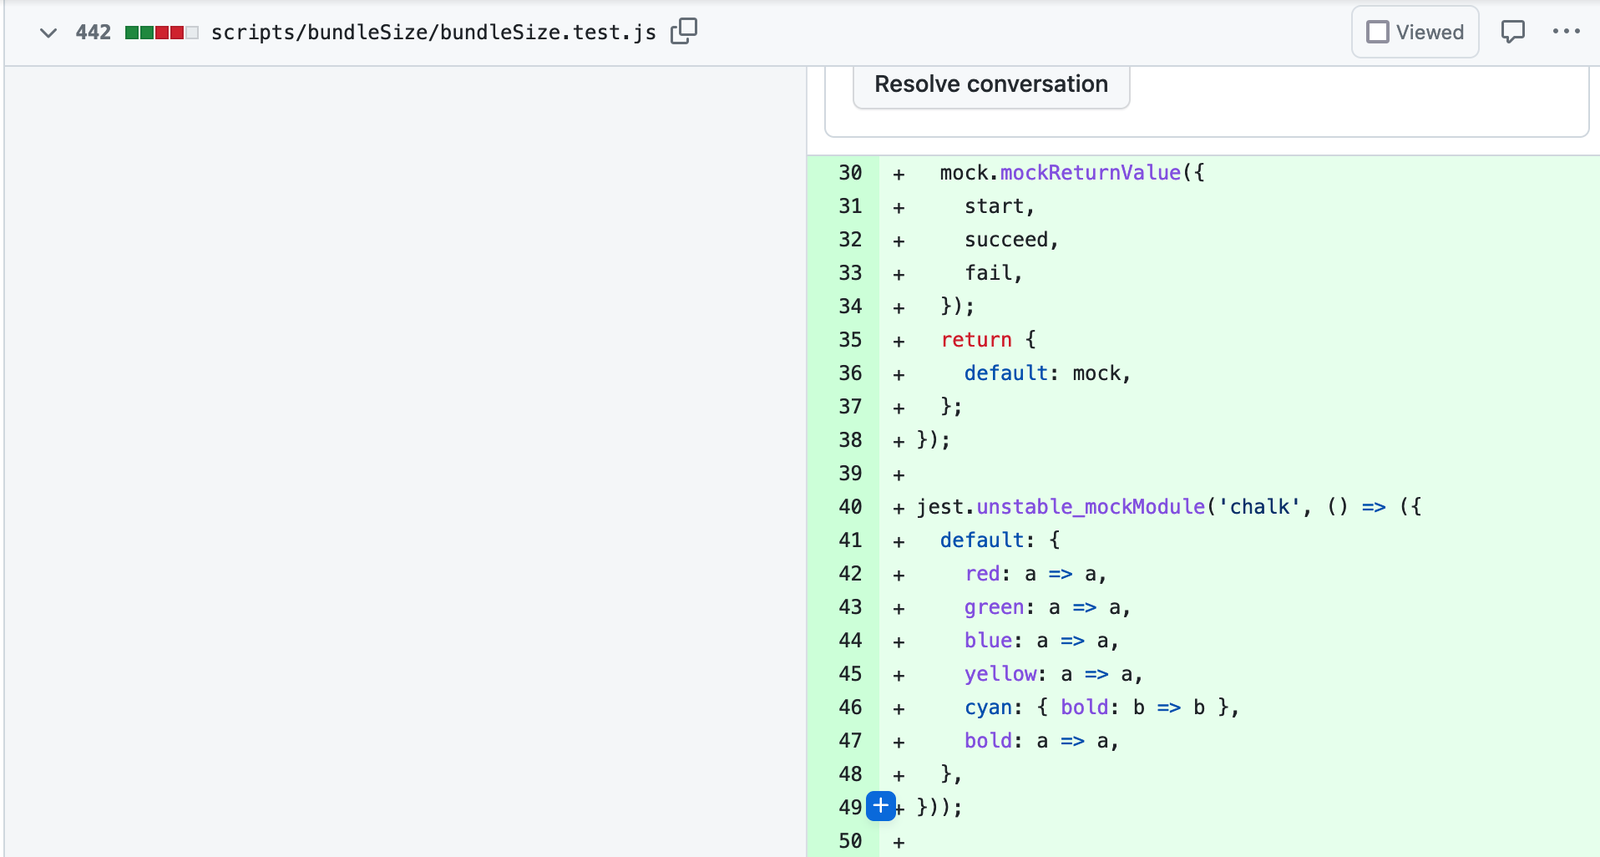 442 scripts/bundleSize/bundleSize.test.js Viewed
Resolve conversation
30 + mock.mockReturnValue({
31 + start,
32 + succeed,
33 + fail,
34 + });
35 + return {
36 + default: mock,
37 + };
38 + });
39 +
40 + jest.unstable_mockModule('chalk', () => ({
41 + default: {
42 + red: a => a,
43 + green: a => a,
44 + blue: a => a,
45 + yellow: a => a,
46 + cyan: { bold: b => b },
47 + bold: a => a,
48 + },
49 + }));
50 +